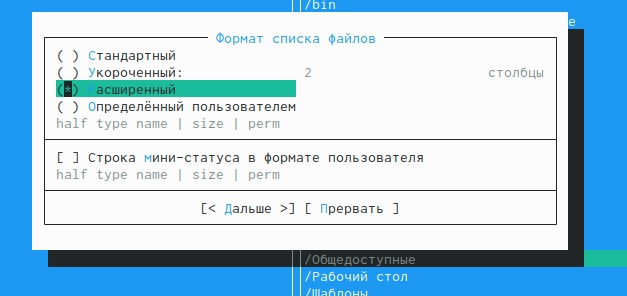 /bin
е
Формат списка файлов
( ) Стандартный
( ) Укороченный: 2 столбцы
(*) Расширенный
( ) Определённый пользователем
half type name | size | perm
[ ] Строка мини-статуса в формате пользователя
half type name | size | perm
[< Дальше >] [ Прервать ]
/Общедоступные
/Рабочий стол
/Шаблоны